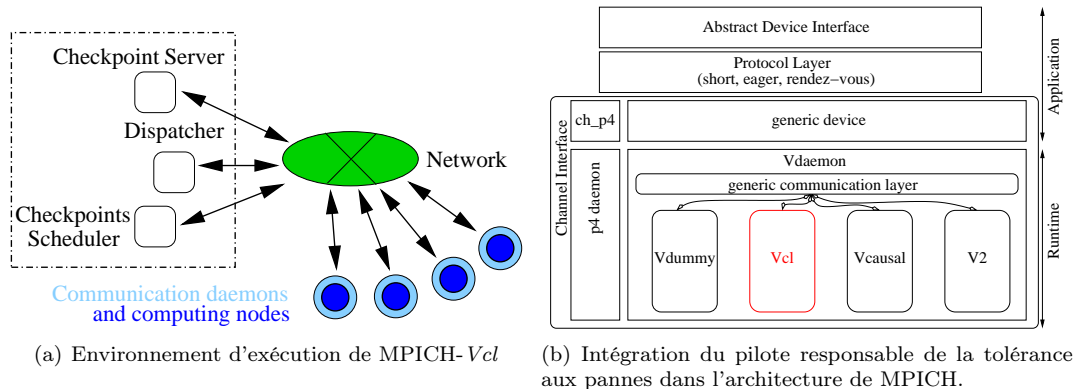 Checkpoint Server
Dispatcher
Checkpoints
Scheduler
Network
Communication daemons
and computing nodes
(a) Environnement d'exécution de MPICH-Vcl
Abstract Device Interface
Protocol Layer
(short, eager, rendez-vous)
Channel Interface
ch_p4
generic device
Application
p4 daemon
Vdaemon
generic communication layer
Vdummy
Vcl
Vcausal
V2
Runtime
(b) Intégration du pilote responsable de la tolérance
aux pannes dans l'architecture de MPICH.